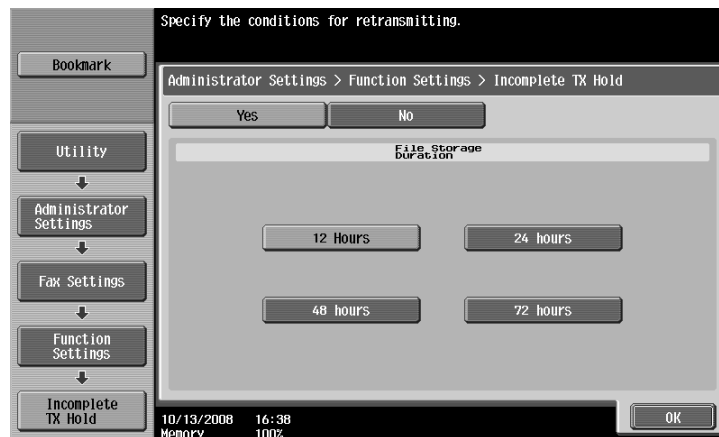 Specify the conditions for retransmitting.
Bookmark
Administrator Settings > Function Settings > Incomplete TX Hold
Yes
No
File Storage
Duration
Utility
Administrator
Settings
12 Hours
24 hours
Fax Settings
48 hours
72 hours
Function
Settings
Incomplete
TX Hold
10/13/2008 16:38
Memory 100%
OK